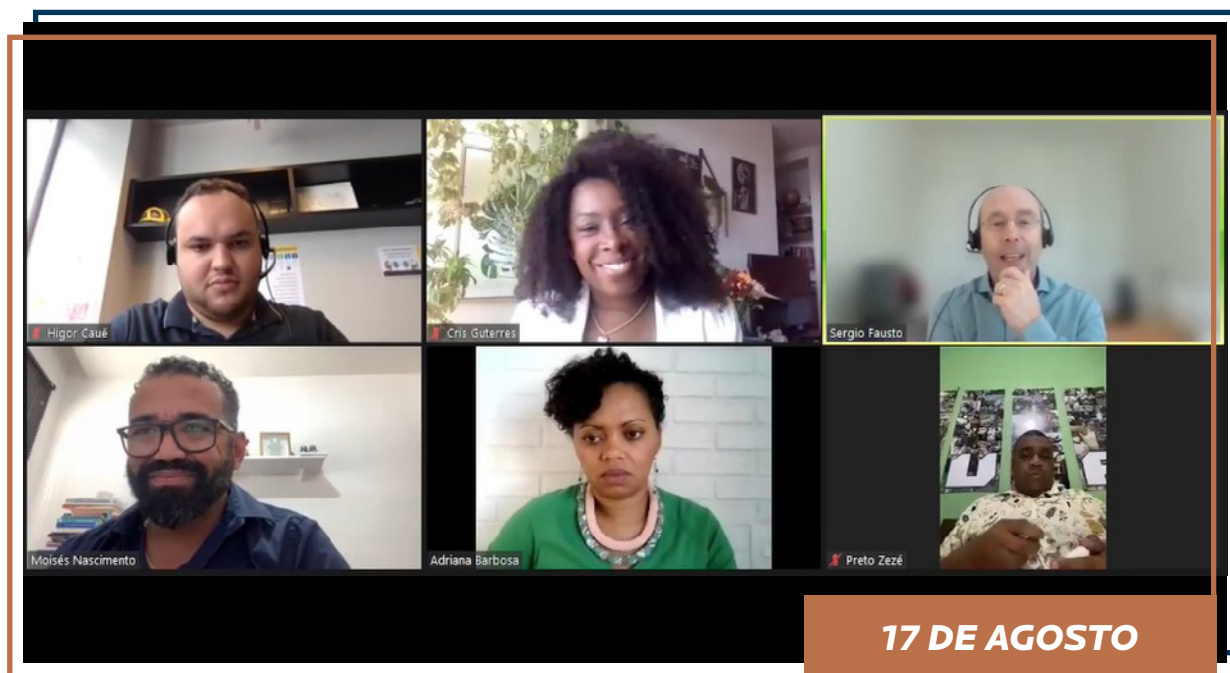 Higor Cauê
Cris Guterres
Sergio Fausto
Moisés Nascimento
Adriana Barbosa
Preto Zezé
17 DE AGOSTO